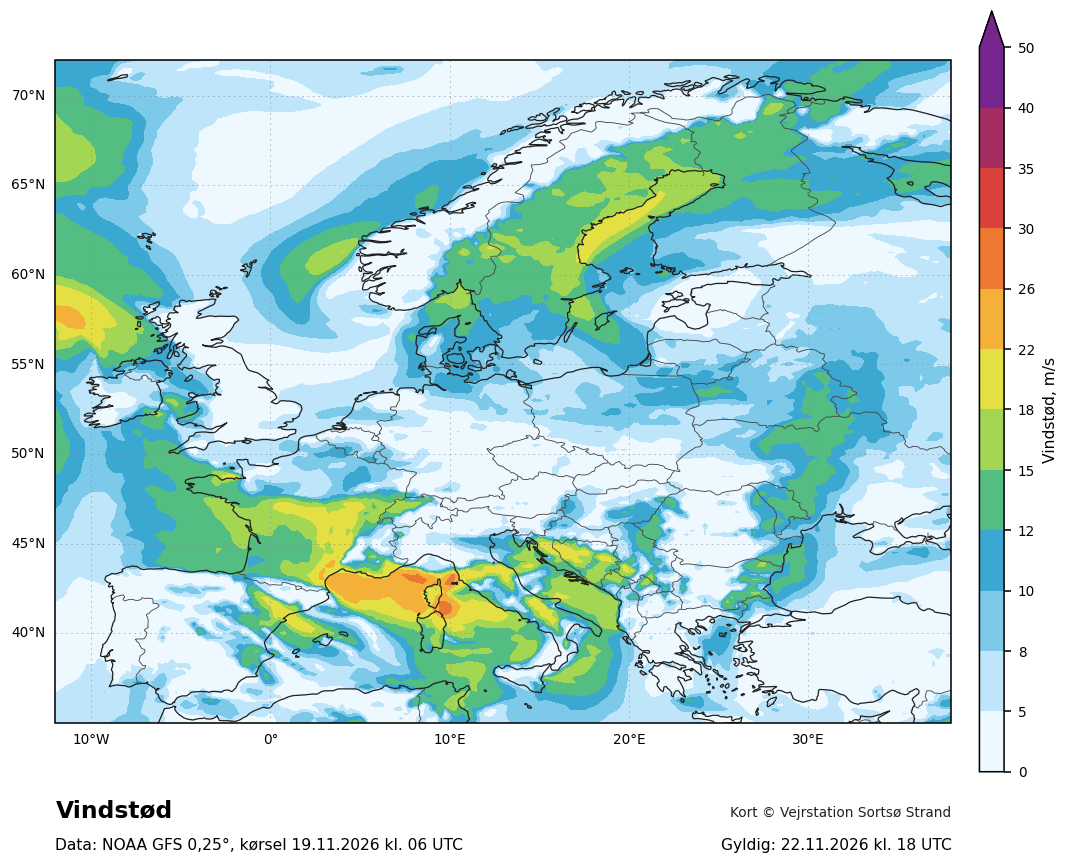 50
40
35
30
26
22
18
15
12
10
8
5
0
Vindstød, m/s
70°N
65°N
60°N
55°N
50°N
45°N
40°N
10°W
0°
10°E
20°E
30°E
Vindstød
Kort © Vejrstation Sortsø Strand
Data: NOAA GFS 0,25°, kørsel 19.11.2026 kl. 06 UTC
Gyldig: 22.11.2026 kl. 18 UTC